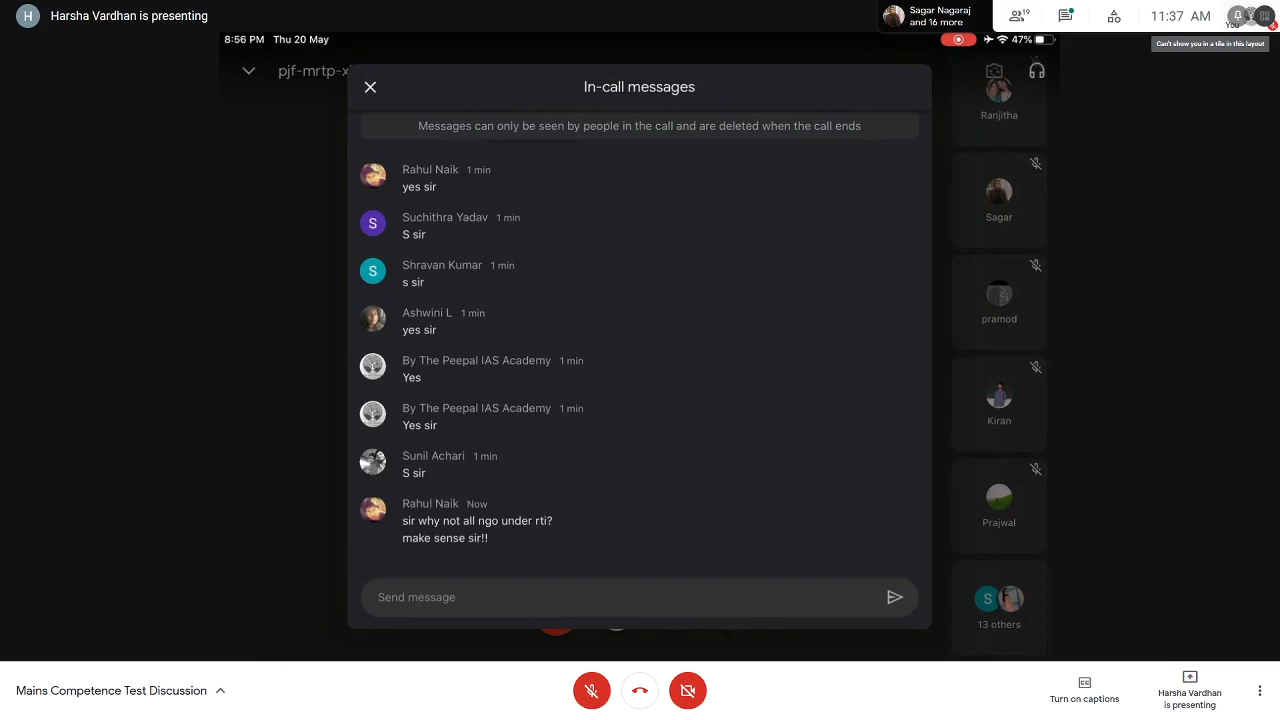 H Harsha Vardhan is presenting
Sagar Nagaraj
and 16 more
19
11:37 AM
You
Can't show you in a tile in this layout
8:56 PM Thu 20 May
47%
pjf-mrtp-x
In-call messages
Messages can only be seen by people in the call and are deleted when the call ends
Rahul Naik 1 min
yes sir
S Suchithra Yadav 1 min
S sir
S Shravan Kumar 1 min
s sir
Ashwini L 1 min
yes sir
By The Peepal IAS Academy 1 min
Yes
By The Peepal IAS Academy 1 min
Yes sir
Sunil Achari 1 min
S sir
Rahul Naik Now
sir why not all ngo under rti?
make sense sir!!
Send message
Ranjitha
Sagar
pramod
Kiran
Prajwal
S
13 others
Mains Competence Test Discussion
Turn on captions
Harsha Vardhan
is presenting